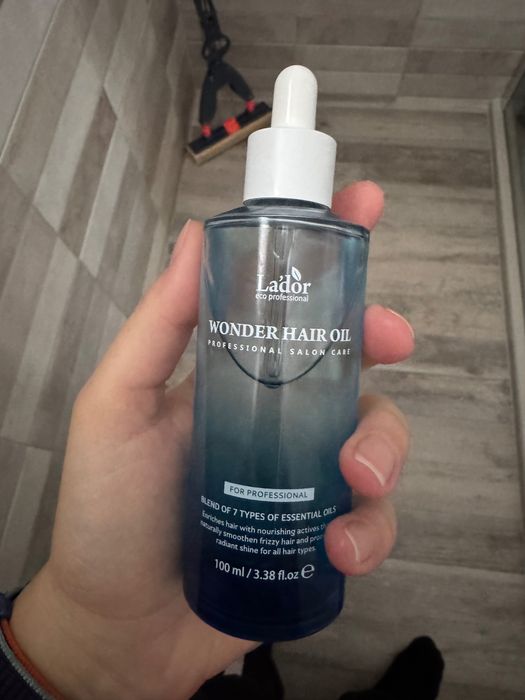 La'dor
eco professional
WONDER HAIR OIL
PROFESSIONAL SALON CARE
FOR PROFESSIONAL
BLEND OF 7 TYPES OF ESSENTIAL OILS
Enriches hair with nourishing actives
naturally smoothen frizzy hair and
radiant shine for all hair types.
100 ml / 3.38 fl.oz e